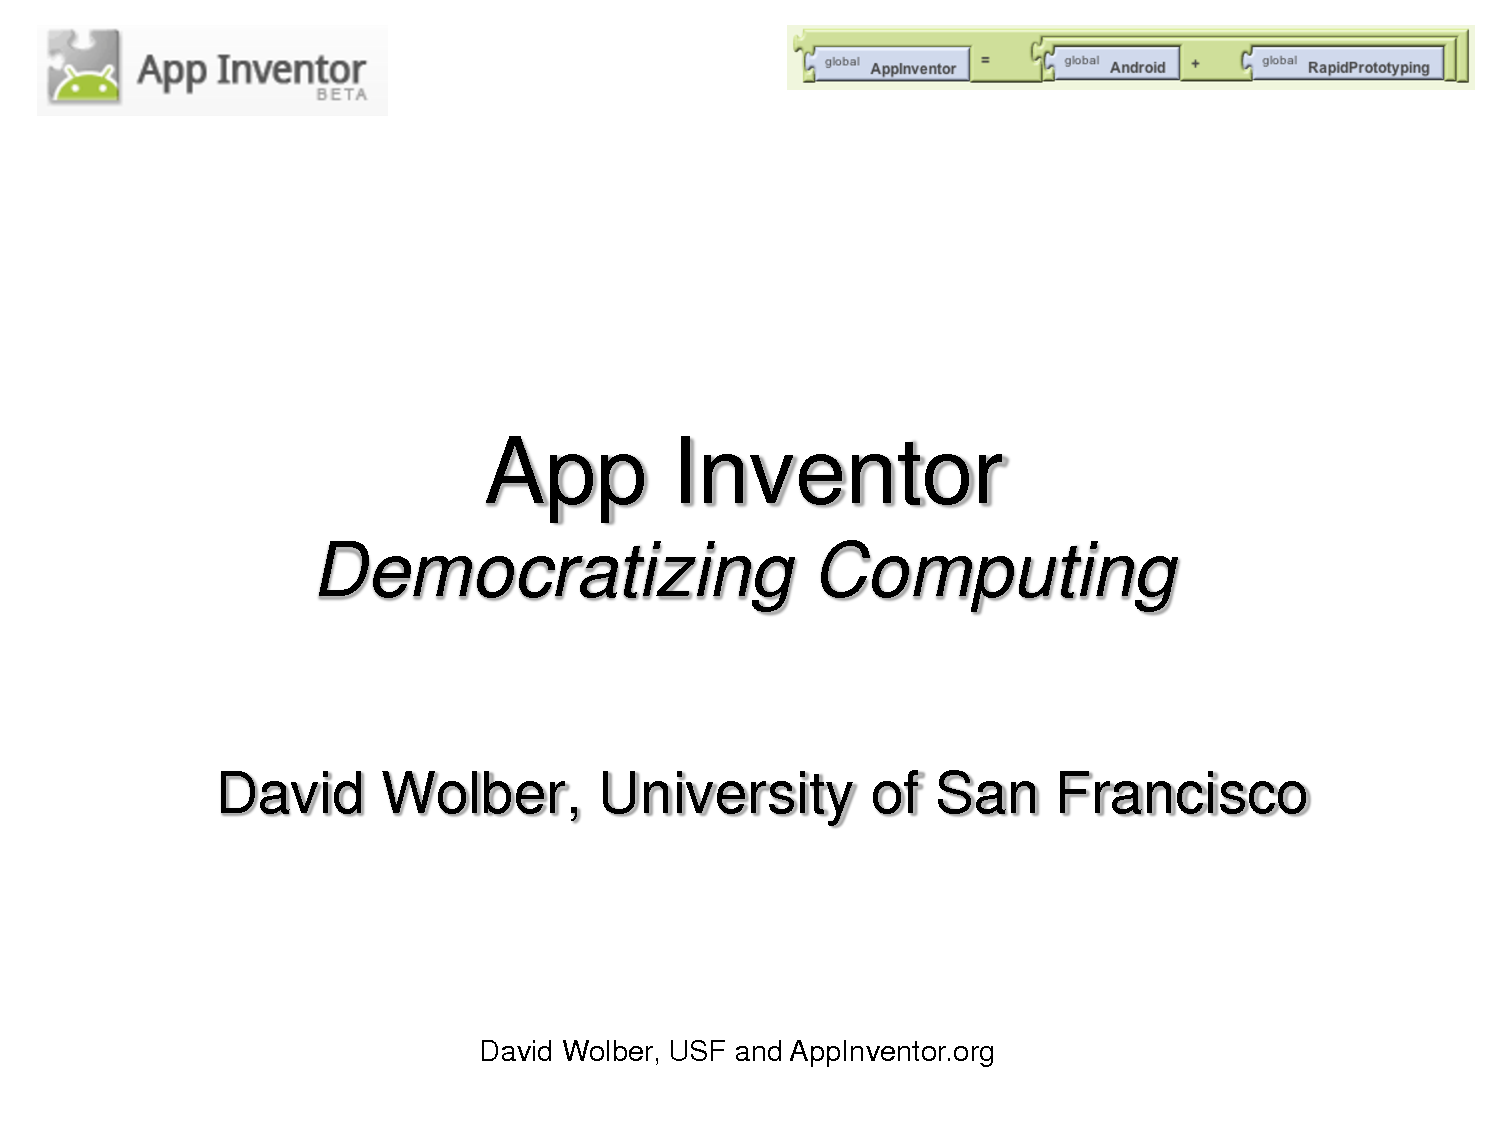 App Inventor
BETA
global AppInventor = global Android + global RapidPrototyping
App Inventor
Democratizing Computing
David Wolber, University of San Francisco
David Wolber, USF and AppInventor.org